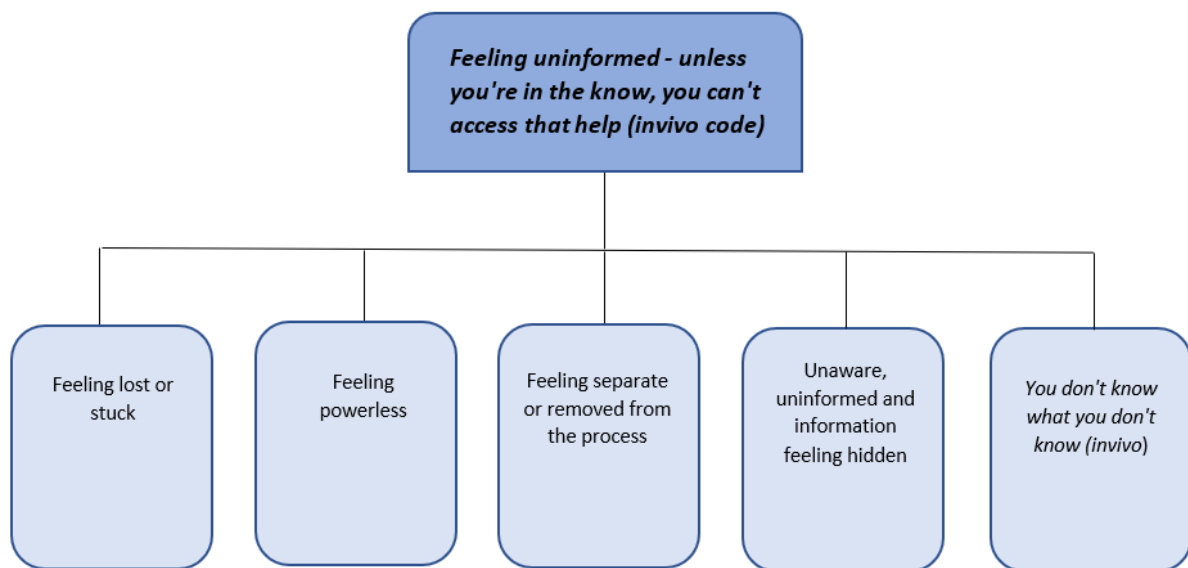 Feeling uninformed - unless
you're in the know, you can't
access that help (invivo code)
Feeling lost or
stuck
Feeling
powerless
Feeling separate
or removed from
the process
Unaware,
uninformed and
information
feeling hidden
You don't know
what you don't
know (invivo)